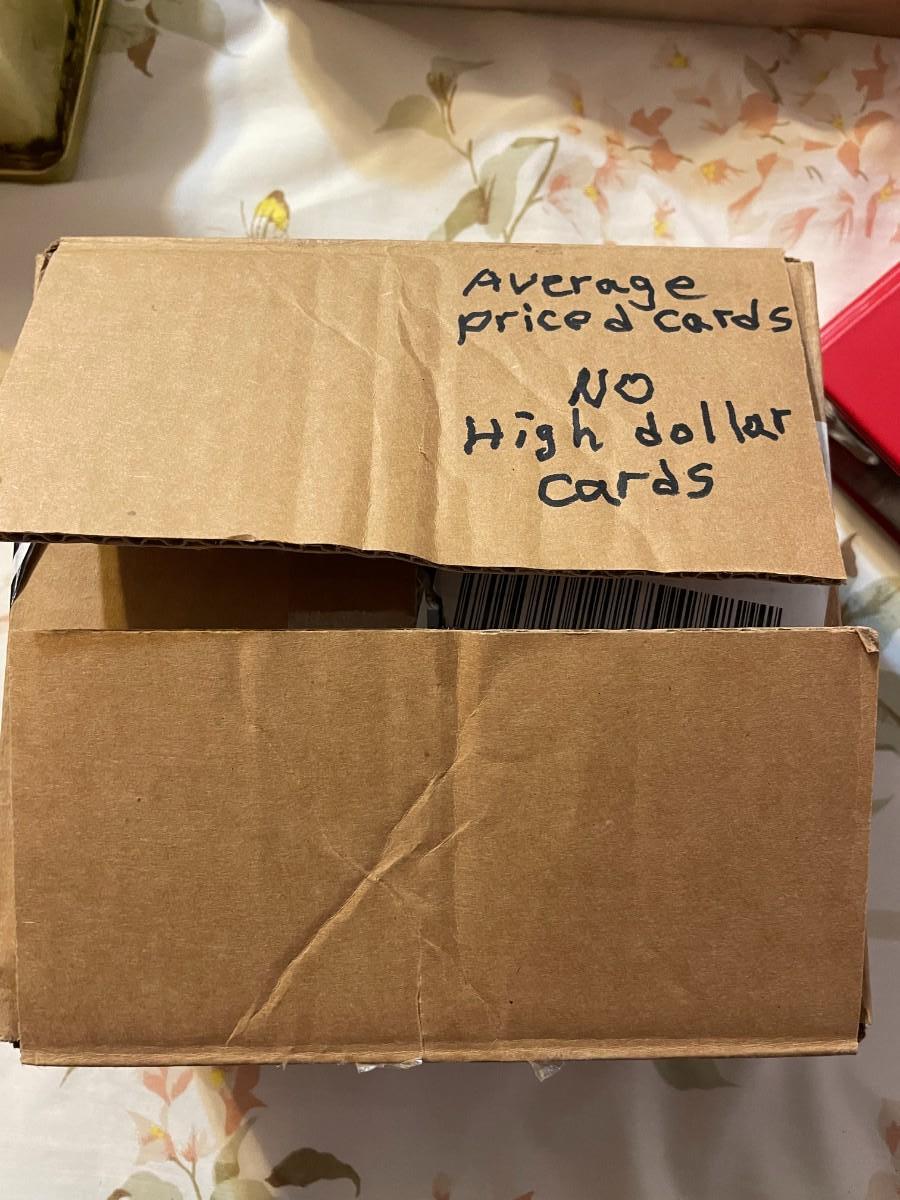 Average
priced cards
NO
High dollar
cards